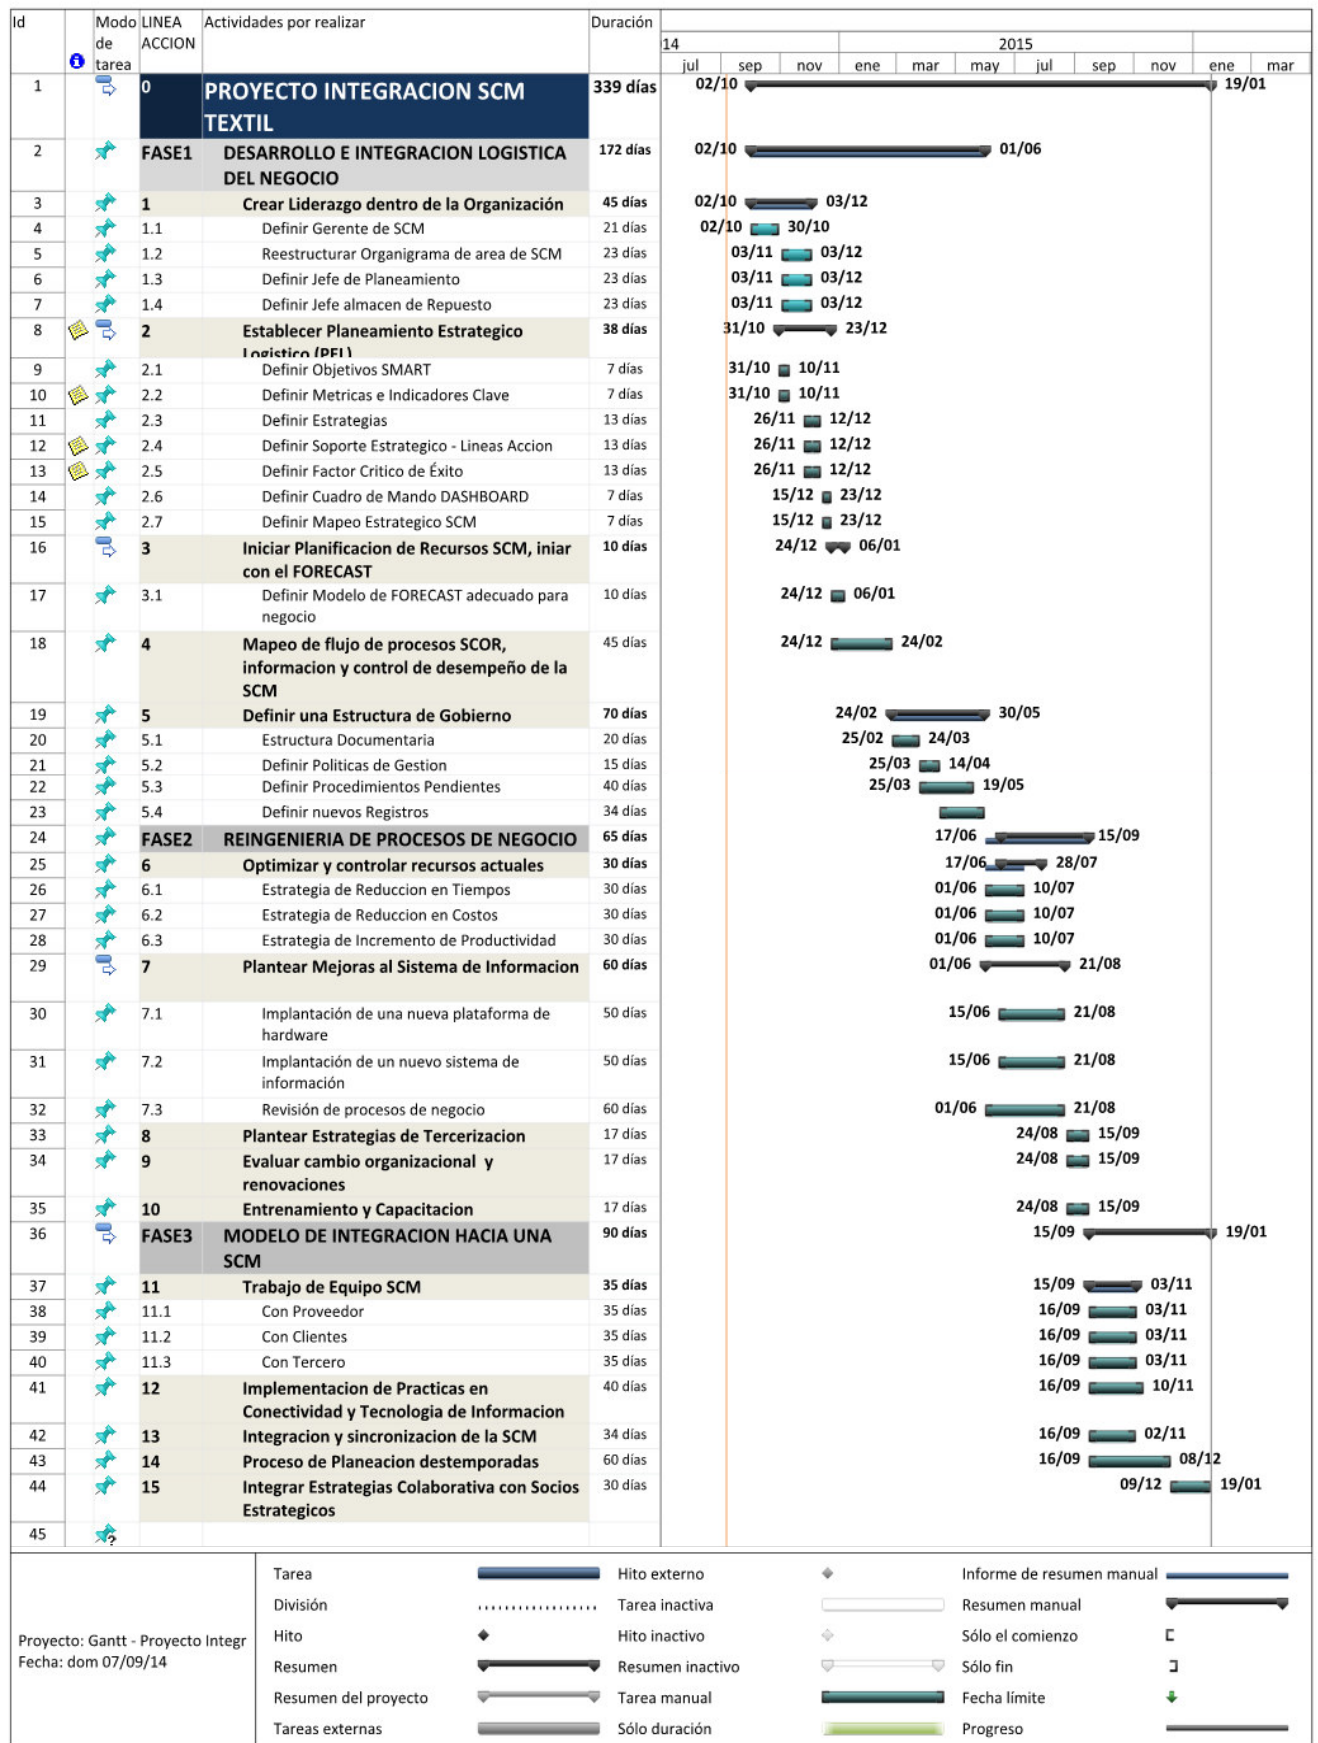 Id Modo LINEA Actividades por realizar Duración
de ACCION
tarea
14 2015
jul sep nov ene mar may jul sep nov ene mar
1 0 PROYECTO INTEGRACION SCM 339 días 02/10 19/01
TEXTIL
2 FASE1 DESARROLLO E INTEGRACION LOGISTICA 172 días 02/10 01/06
DEL NEGOCIO
3 1 Crear Liderazgo dentro de la Organización 45 días 02/10 03/12
4 1.1 Definir Gerente de SCM 21 días 02/10 30/10
5 1.2 Reestructurar Organigrama de area de SCM 23 días 03/11 03/12
6 1.3 Definir Jefe de Planeamiento 23 días 03/11 03/12
7 1.4 Definir Jefe almacen de Repuesto 23 días 03/11 03/12
8 2 Establecer Planeamiento Estrategico 38 días 31/10 23/12
Logistico (PEL)
9 2.1 Definir Objetivos SMART 7 días 31/10 10/11
10 2.2 Definir Metricas e Indicadores Clave 7 días 31/10 10/11
11 2.3 Definir Estrategias 13 días 26/11 12/12
12 2.4 Definir Soporte Estrategico - Lineas Accion 13 días 26/11 12/12
13 2.5 Definir Factor Critico de Éxito 13 días 26/11 12/12
14 2.6 Definir Cuadro de Mando DASHBOARD 7 días 15/12 23/12
15 2.7 Definir Mapeo Estrategico SCM 7 días 15/12 23/12
16 3 Iniciar Planificacion de Recursos SCM, iniar 10 días 24/12 06/01
con el FORECAST
17 3.1 Definir Modelo de FORECAST adecuado para 10 días 24/12 06/01
negocio
18 4 Mapeo de flujo de procesos SCOR, 45 días 24/12 24/02
informacion y control de desempeño de la
SCM
19 5 Definir una Estructura de Gobierno 70 días 24/02 30/05
20 5.1 Estructura Documentaria 20 días 25/02 24/03
21 5.2 Definir Politicas de Gestion 15 días 25/03 14/04
22 5.3 Definir Procedimientos Pendientes 40 días 25/03 19/05
23 5.4 Definir nuevos Registros 34 días
24 FASE2 REINGENIERIA DE PROCESOS DE NEGOCIO 65 días 17/06 15/09
25 6 Optimizar y controlar recursos actuales 30 días 17/06 28/07
26 6.1 Estrategia de Reduccion en Tiempos 30 días 01/06 10/07
27 6.2 Estrategia de Reduccion en Costos 30 días 01/06 10/07
28 6.3 Estrategia de Incremento de Productividad 30 días 01/06 10/07
29 7 Plantear Mejoras al Sistema de Informacion 60 días 01/06 21/08
30 7.1 Implantación de una nueva plataforma de 50 días 15/06 21/08
hardware
31 7.2 Implantación de un nuevo sistema de 50 días 15/06 21/08
información
32 7.3 Revisión de procesos de negocio 60 días 01/06 21/08
33 8 Plantear Estrategias de Tercerizacion 17 días 24/08 15/09
34 9 Evaluar cambio organizacional y 17 días 24/08 15/09
renovaciones
35 10 Entrenamiento y Capacitacion 17 días 24/08 15/09
36 FASE3 MODELO DE INTEGRACION HACIA UNA 90 días 15/09 19/01
SCM
37 11 Trabajo de Equipo SCM 35 días 15/09 03/11
38 11.1 Con Proveedor 35 días 16/09 03/11
39 11.2 Con Clientes 35 días 16/09 03/11
40 11.3 Con Tercero 35 días 16/09 03/11
41 12 Implementacion de Practicas en 40 días 16/09 10/11
Conectividad y Tecnologia de Informacion
42 13 Integracion y sincronizacion de la SCM 34 días 16/09 02/11
43 14 Proceso de Planeacion destemporadas 60 días 16/09 08/12
44 15 Integrar Estrategias Colaborativa con Socios 30 días 09/12 19/01
Estrategicos
45
Proyecto: Gantt - Proyecto Integr
Fecha: dom 07/09/14
Tarea Hito externo Informe de resumen manual
División Tarea inactiva Resumen manual
Hito Hito inactivo Sólo el comienzo
Resumen Resumen inactivo Sólo fin
Resumen del proyecto Tarea manual Fecha límite
Tareas externas Sólo duración Progreso